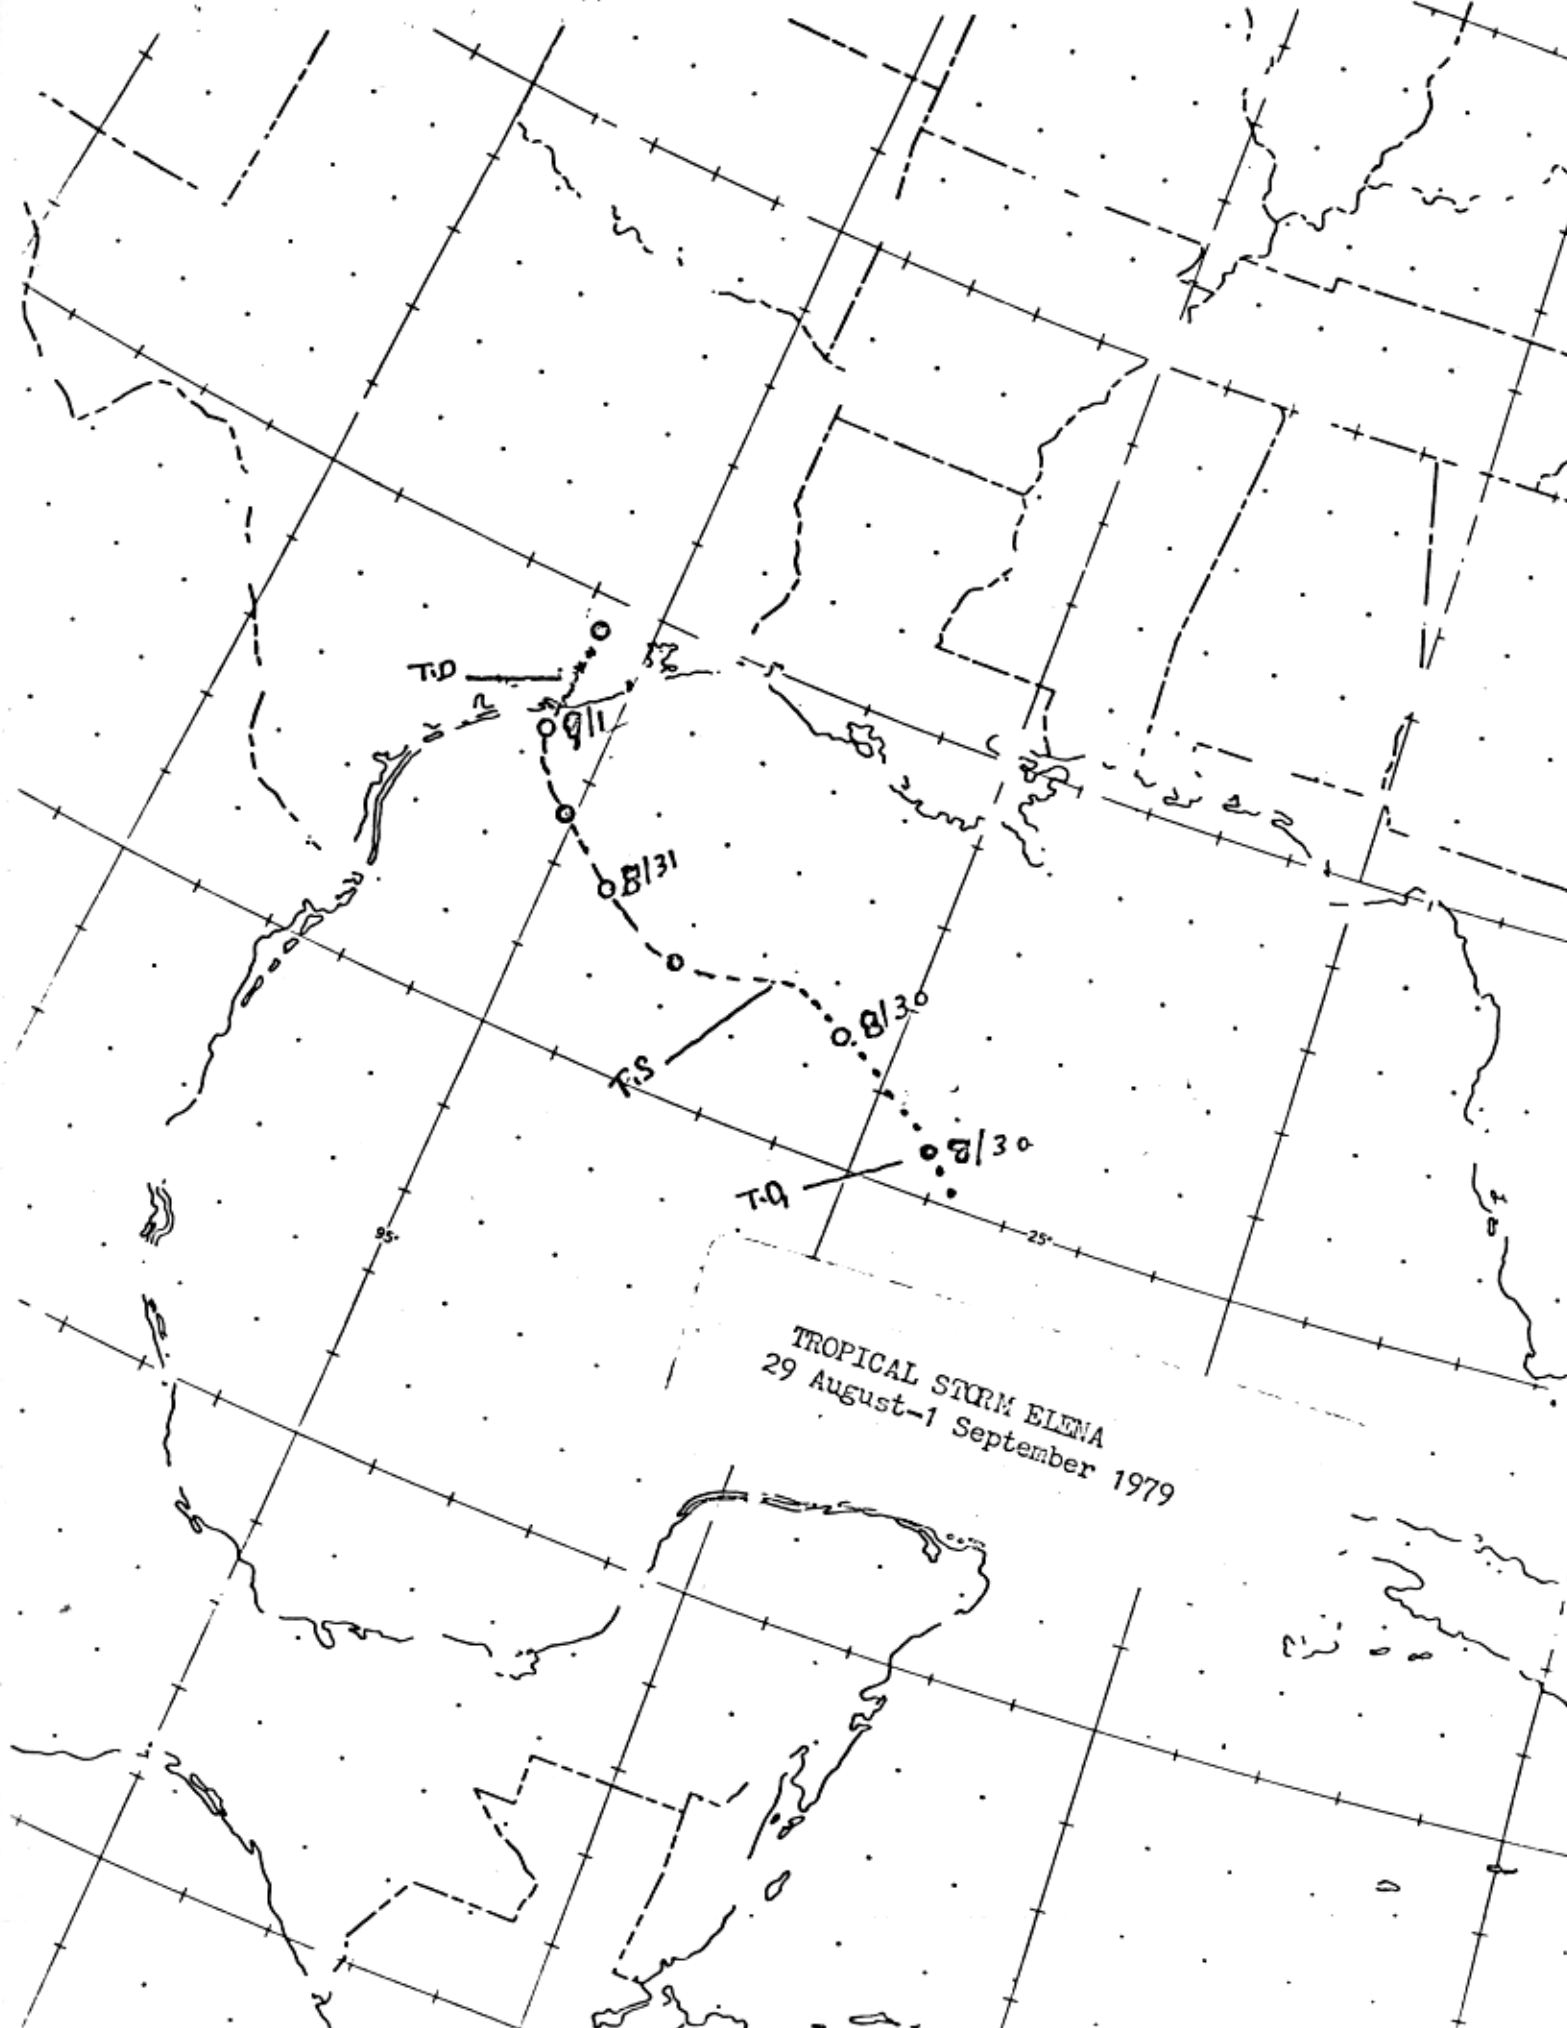 T.D
9/1
8/31
8/30
T.S
8/30
T.D,
95°
25°
TROPICAL STORM ELENA
29 August-1 September 1979